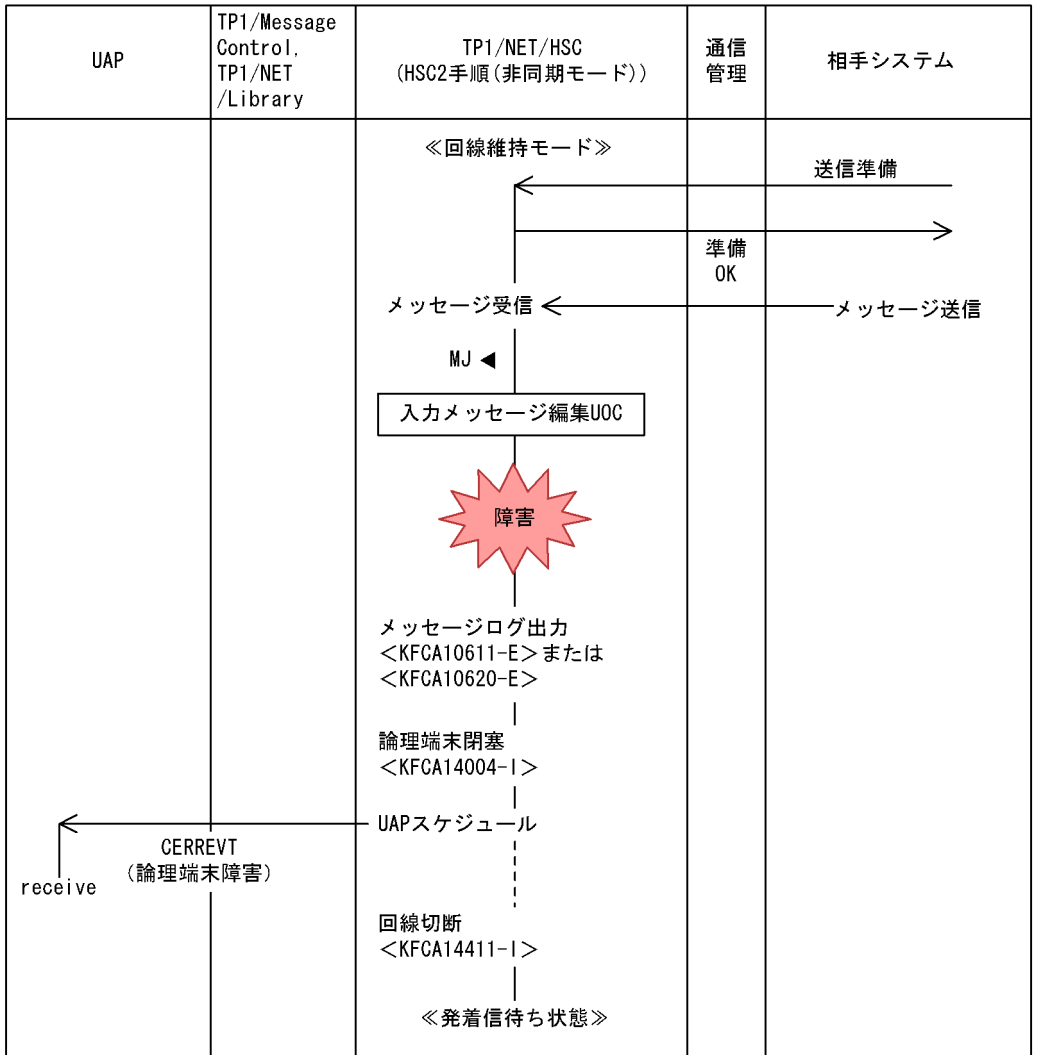 UAP
TP1/Message
Control,
TP1/NET
/Library
TP1/NET/HSC
(HSC2手順(非同期モード))
通信
管理
相手システム
≪回線維持モード≫
送信準備
準備
OK
メッセージ受信
メッセージ送信
MJ
入力メッセージ編集UOC
障害
メッセージログ出力
<KFCA10611-E>または
<KFCA10620-E>
論理端末閉塞
<KFCA14004-I>
UAPスケジュール
CERREVT
(論理端末障害)
receive
回線切断
<KFCA14411-I>
≪発着信待ち状態≫